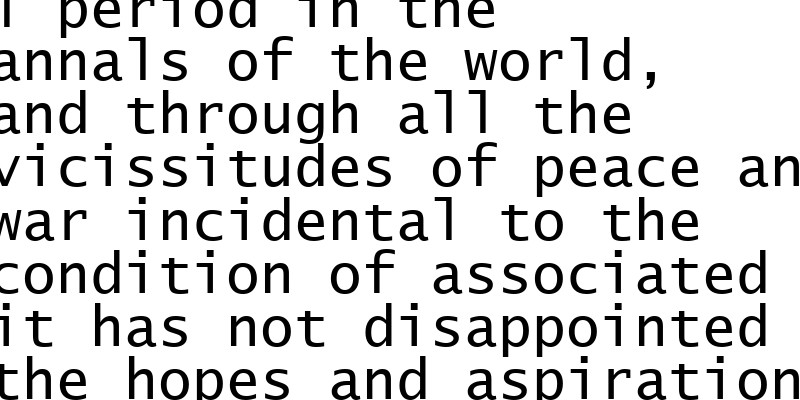 period in the
annals of the world,
and through all the
vicissitudes of peace an
war incidental to the
condition of associated
it has not disappointed
the hopes and aspiration